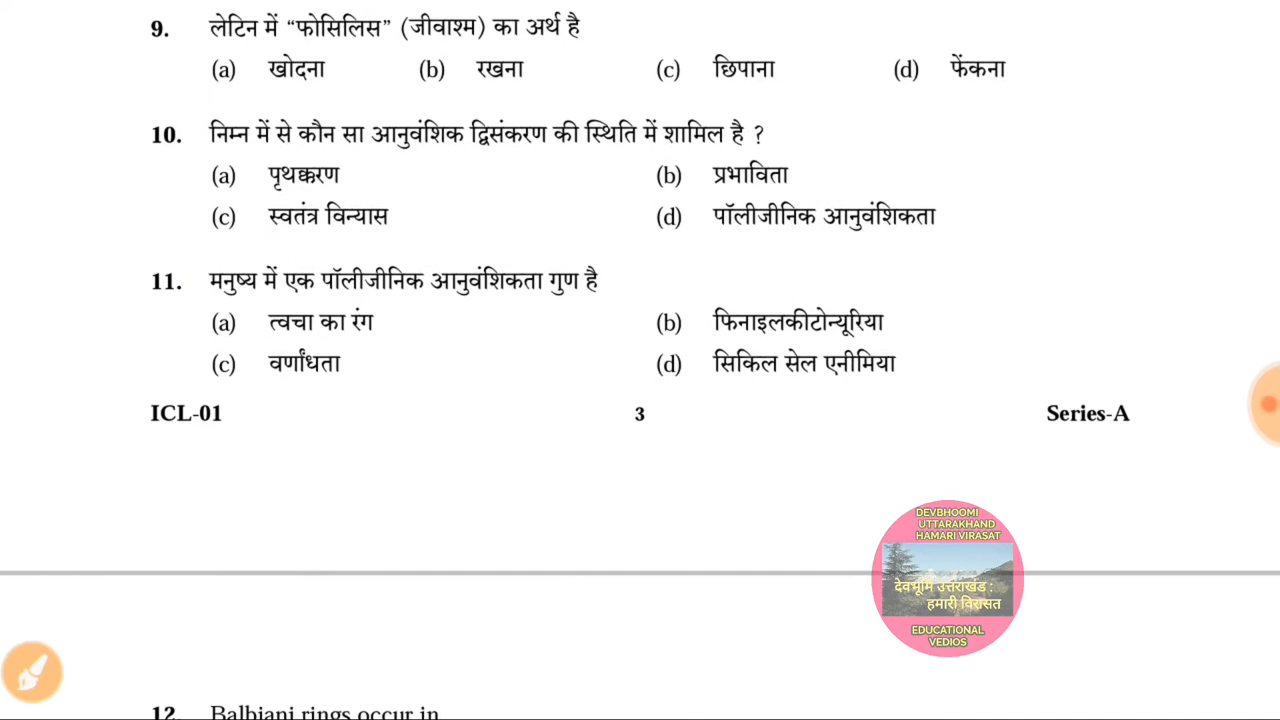 9. लेटिन में “फोसिलिस” (जीवाश्म) का अर्थ है
(a) खोदना (b) रखना (c) छिपाना (d) फेंकना
10. निम्न में से कौन सा आनुवंशिक द्विसंकरण की स्थिति में शामिल है ?
(a) पृथक्करण (b) प्रभाविता
(c) स्वतंत्र विन्यास (d) पॉलीजीनिक आनुवंशिकता
11. मनुष्य में एक पॉलीजीनिक आनुवंशिकता गुण है
(a) त्वचा का रंग (b) फिनाइलकीटोन्यूरिया
(c) वर्णांधता (d) सिकिल सेल एनीमिया
ICL-01 3 Series-A
DEVBHOOMI
UTTARAKHAND
HAMARI VIRASAT
देवभूमि उत्तराखंड :
हमारी विरासत
EDUCATIONAL
VEDIOS
12. Balbiani rings occur in